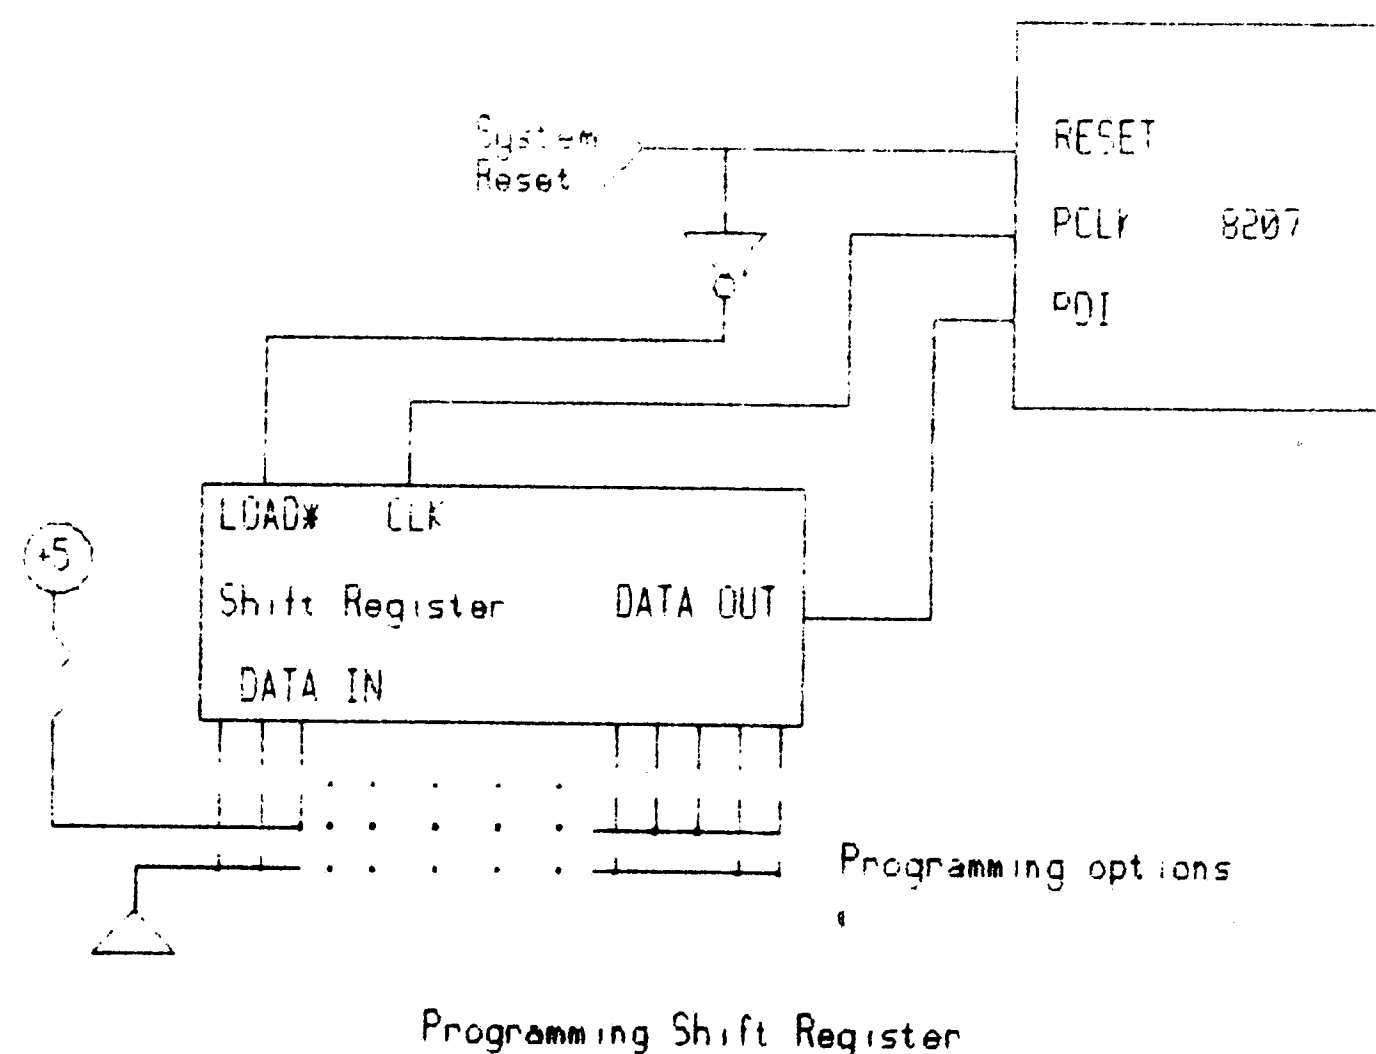 System
Reset
RESET
PCLK 8207
PDI
LOAD* CLK
+5
Shift Register DATA OUT
DATA IN
Programming options
Programming Shift Register